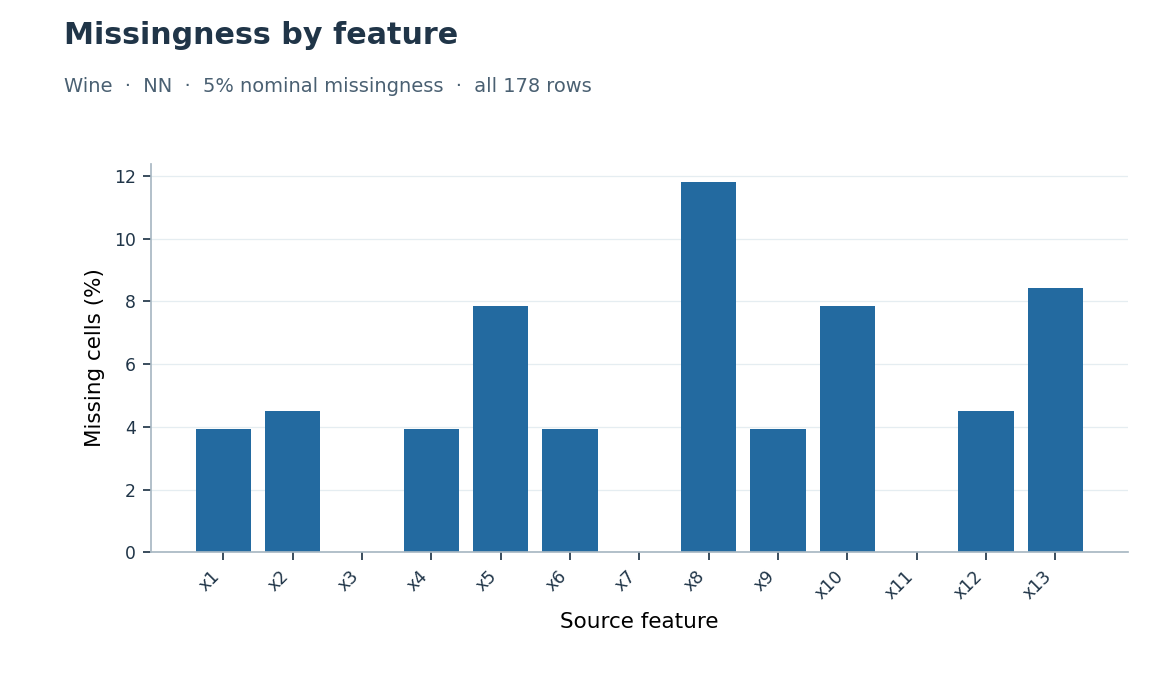 Missingness by feature
Wine · NN · 5% nominal missingness · all 178 rows
12
10
8
6
4
2
0
Missing cells (%)
x1 x2 x3 x4 x5 x6 x7 x8 x9 x10 x11 x12 x13
Source feature